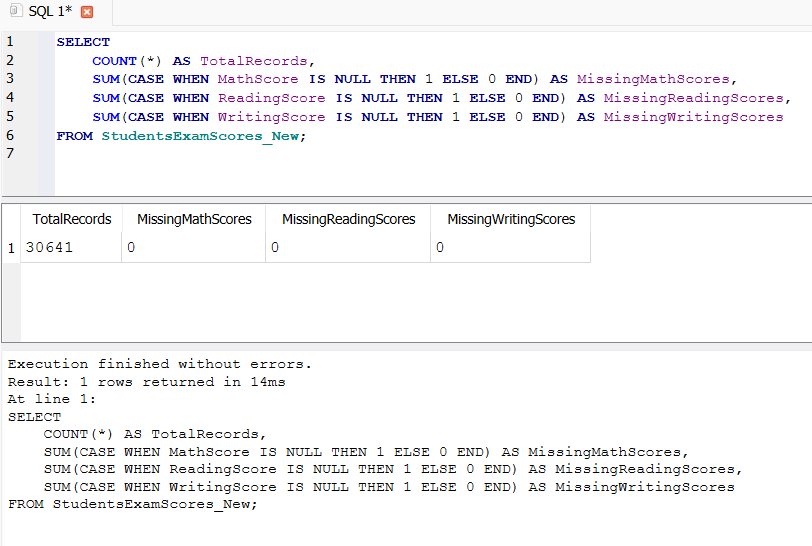 SQL 1*
1 SELECT
2 COUNT(*) AS TotalRecords,
3 SUM(CASE WHEN MathScore IS NULL THEN 1 ELSE 0 END) AS MissingMathScores,
4 SUM(CASE WHEN ReadingScore IS NULL THEN 1 ELSE 0 END) AS MissingReadingScores,
5 SUM(CASE WHEN WritingScore IS NULL THEN 1 ELSE 0 END) AS MissingWritingScores
6 FROM StudentsExamScores_New;
7
TotalRecords MissingMathScores MissingReadingScores MissingWritingScores
1 30641 0 0 0
Execution finished without errors.
Result: 1 rows returned in 14ms
At line 1:
SELECT
COUNT(*) AS TotalRecords,
SUM(CASE WHEN MathScore IS NULL THEN 1 ELSE 0 END) AS MissingMathScores,
SUM(CASE WHEN ReadingScore IS NULL THEN 1 ELSE 0 END) AS MissingReadingScores,
SUM(CASE WHEN WritingScore IS NULL THEN 1 ELSE 0 END) AS MissingWritingScores
FROM StudentsExamScores_New;